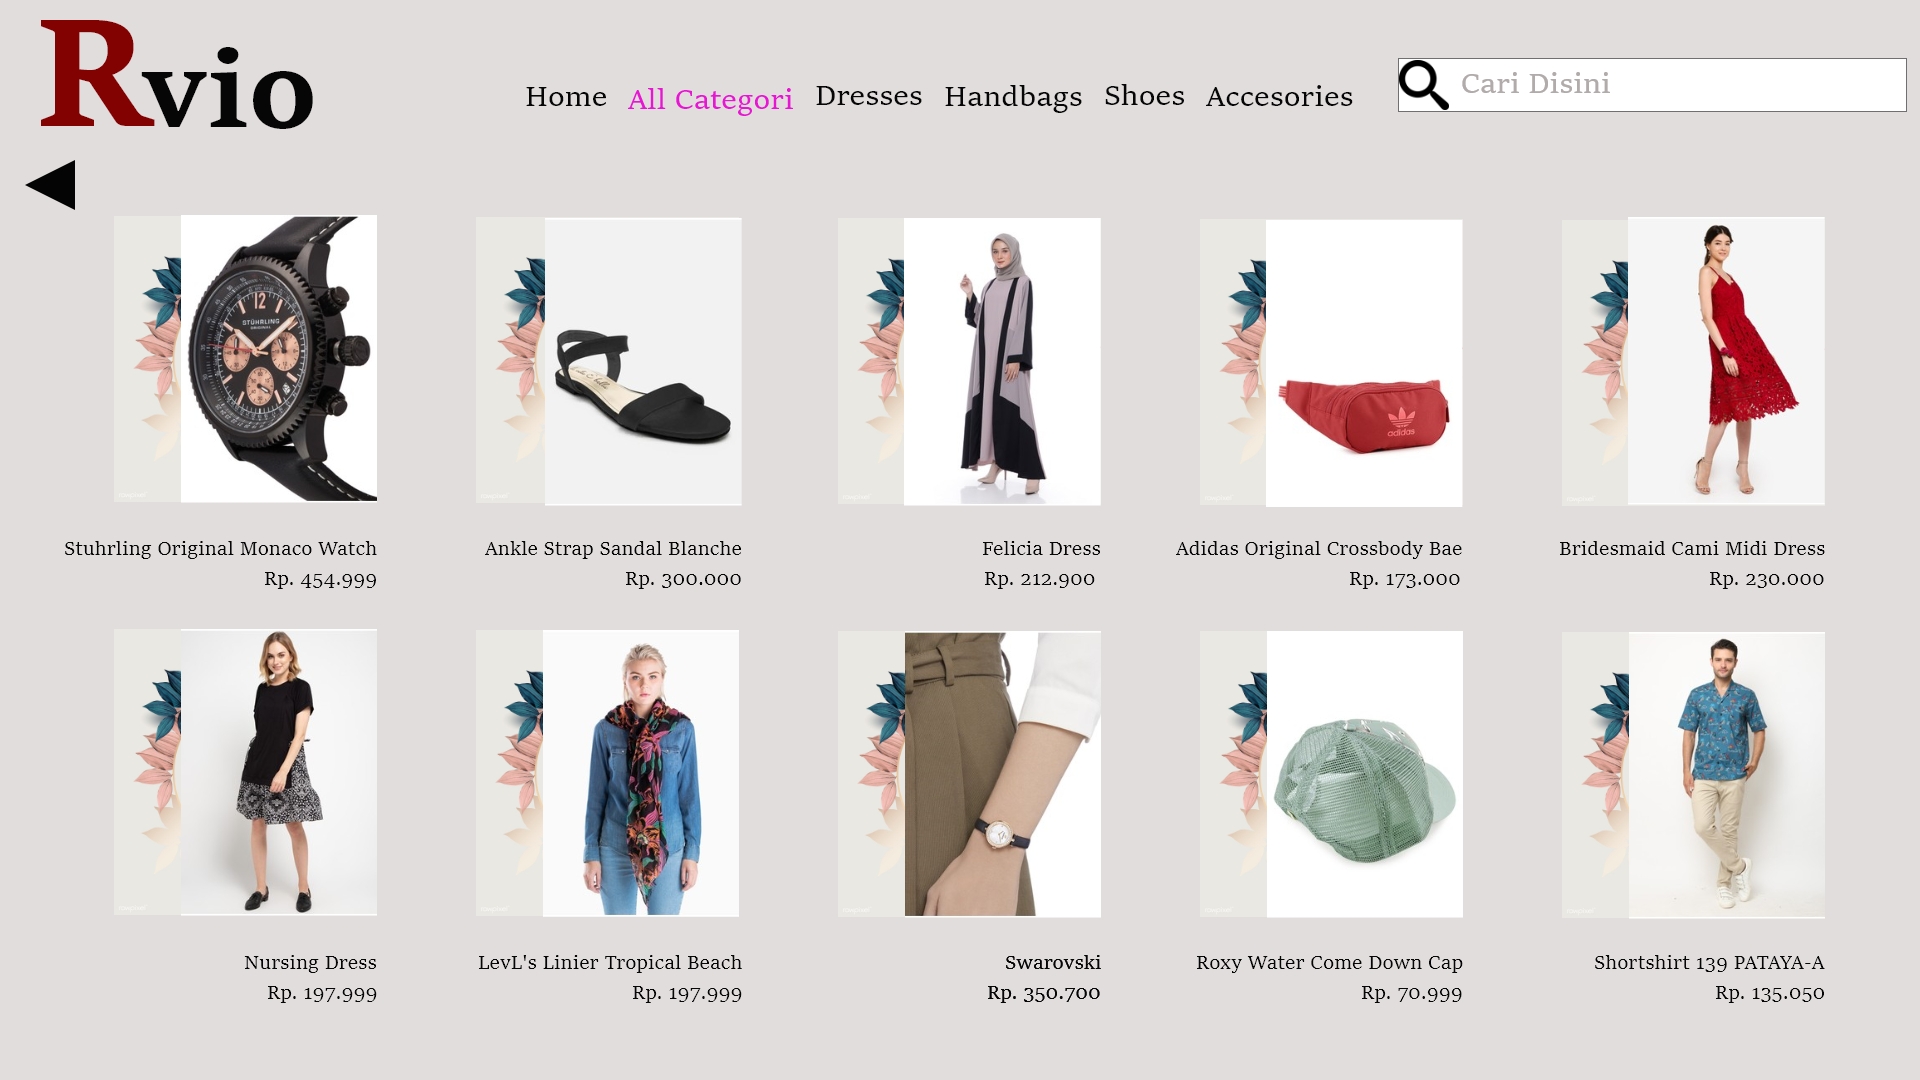 Rvio
Home All Categori Dresses Handbags Shoes Accesories
Cari Disini
STÜHRLING
ORIGINAL
adidas
Stuhrling Original Monaco Watch
Rp. 454.999
Ankle Strap Sandal Blanche
Rp. 300.000
Felicia Dress
Rp. 212.900
Adidas Original Crossbody Bae
Rp. 173.000
Bridesmaid Cami Midi Dress
Rp. 230.000
Nursing Dress
Rp. 197.999
LevL's Linier Tropical Beach
Rp. 197.999
Swarovski
Rp. 350.700
Roxy Water Come Down Cap
Rp. 70.999
Shortshirt 139 PATAYA-A
Rp. 135.050